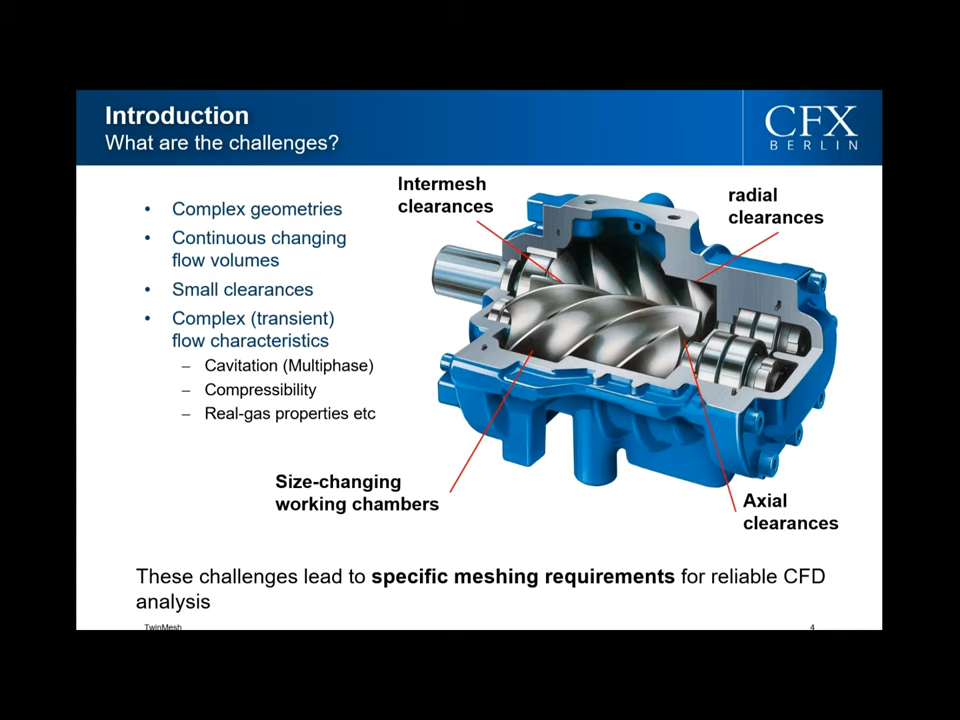 Introduction
What are the challenges?
CFX
BERLIN
• Complex geometries
• Continuous changing
flow volumes
• Small clearances
• Complex (transient)
flow characteristics
– Cavitation (Multiphase)
– Compressibility
– Real-gas properties etc
Intermesh
clearances
radial
clearances
Size-changing
working chambers
Axial
clearances
These challenges lead to specific meshing requirements for reliable CFD
analysis
TwinMesh
4